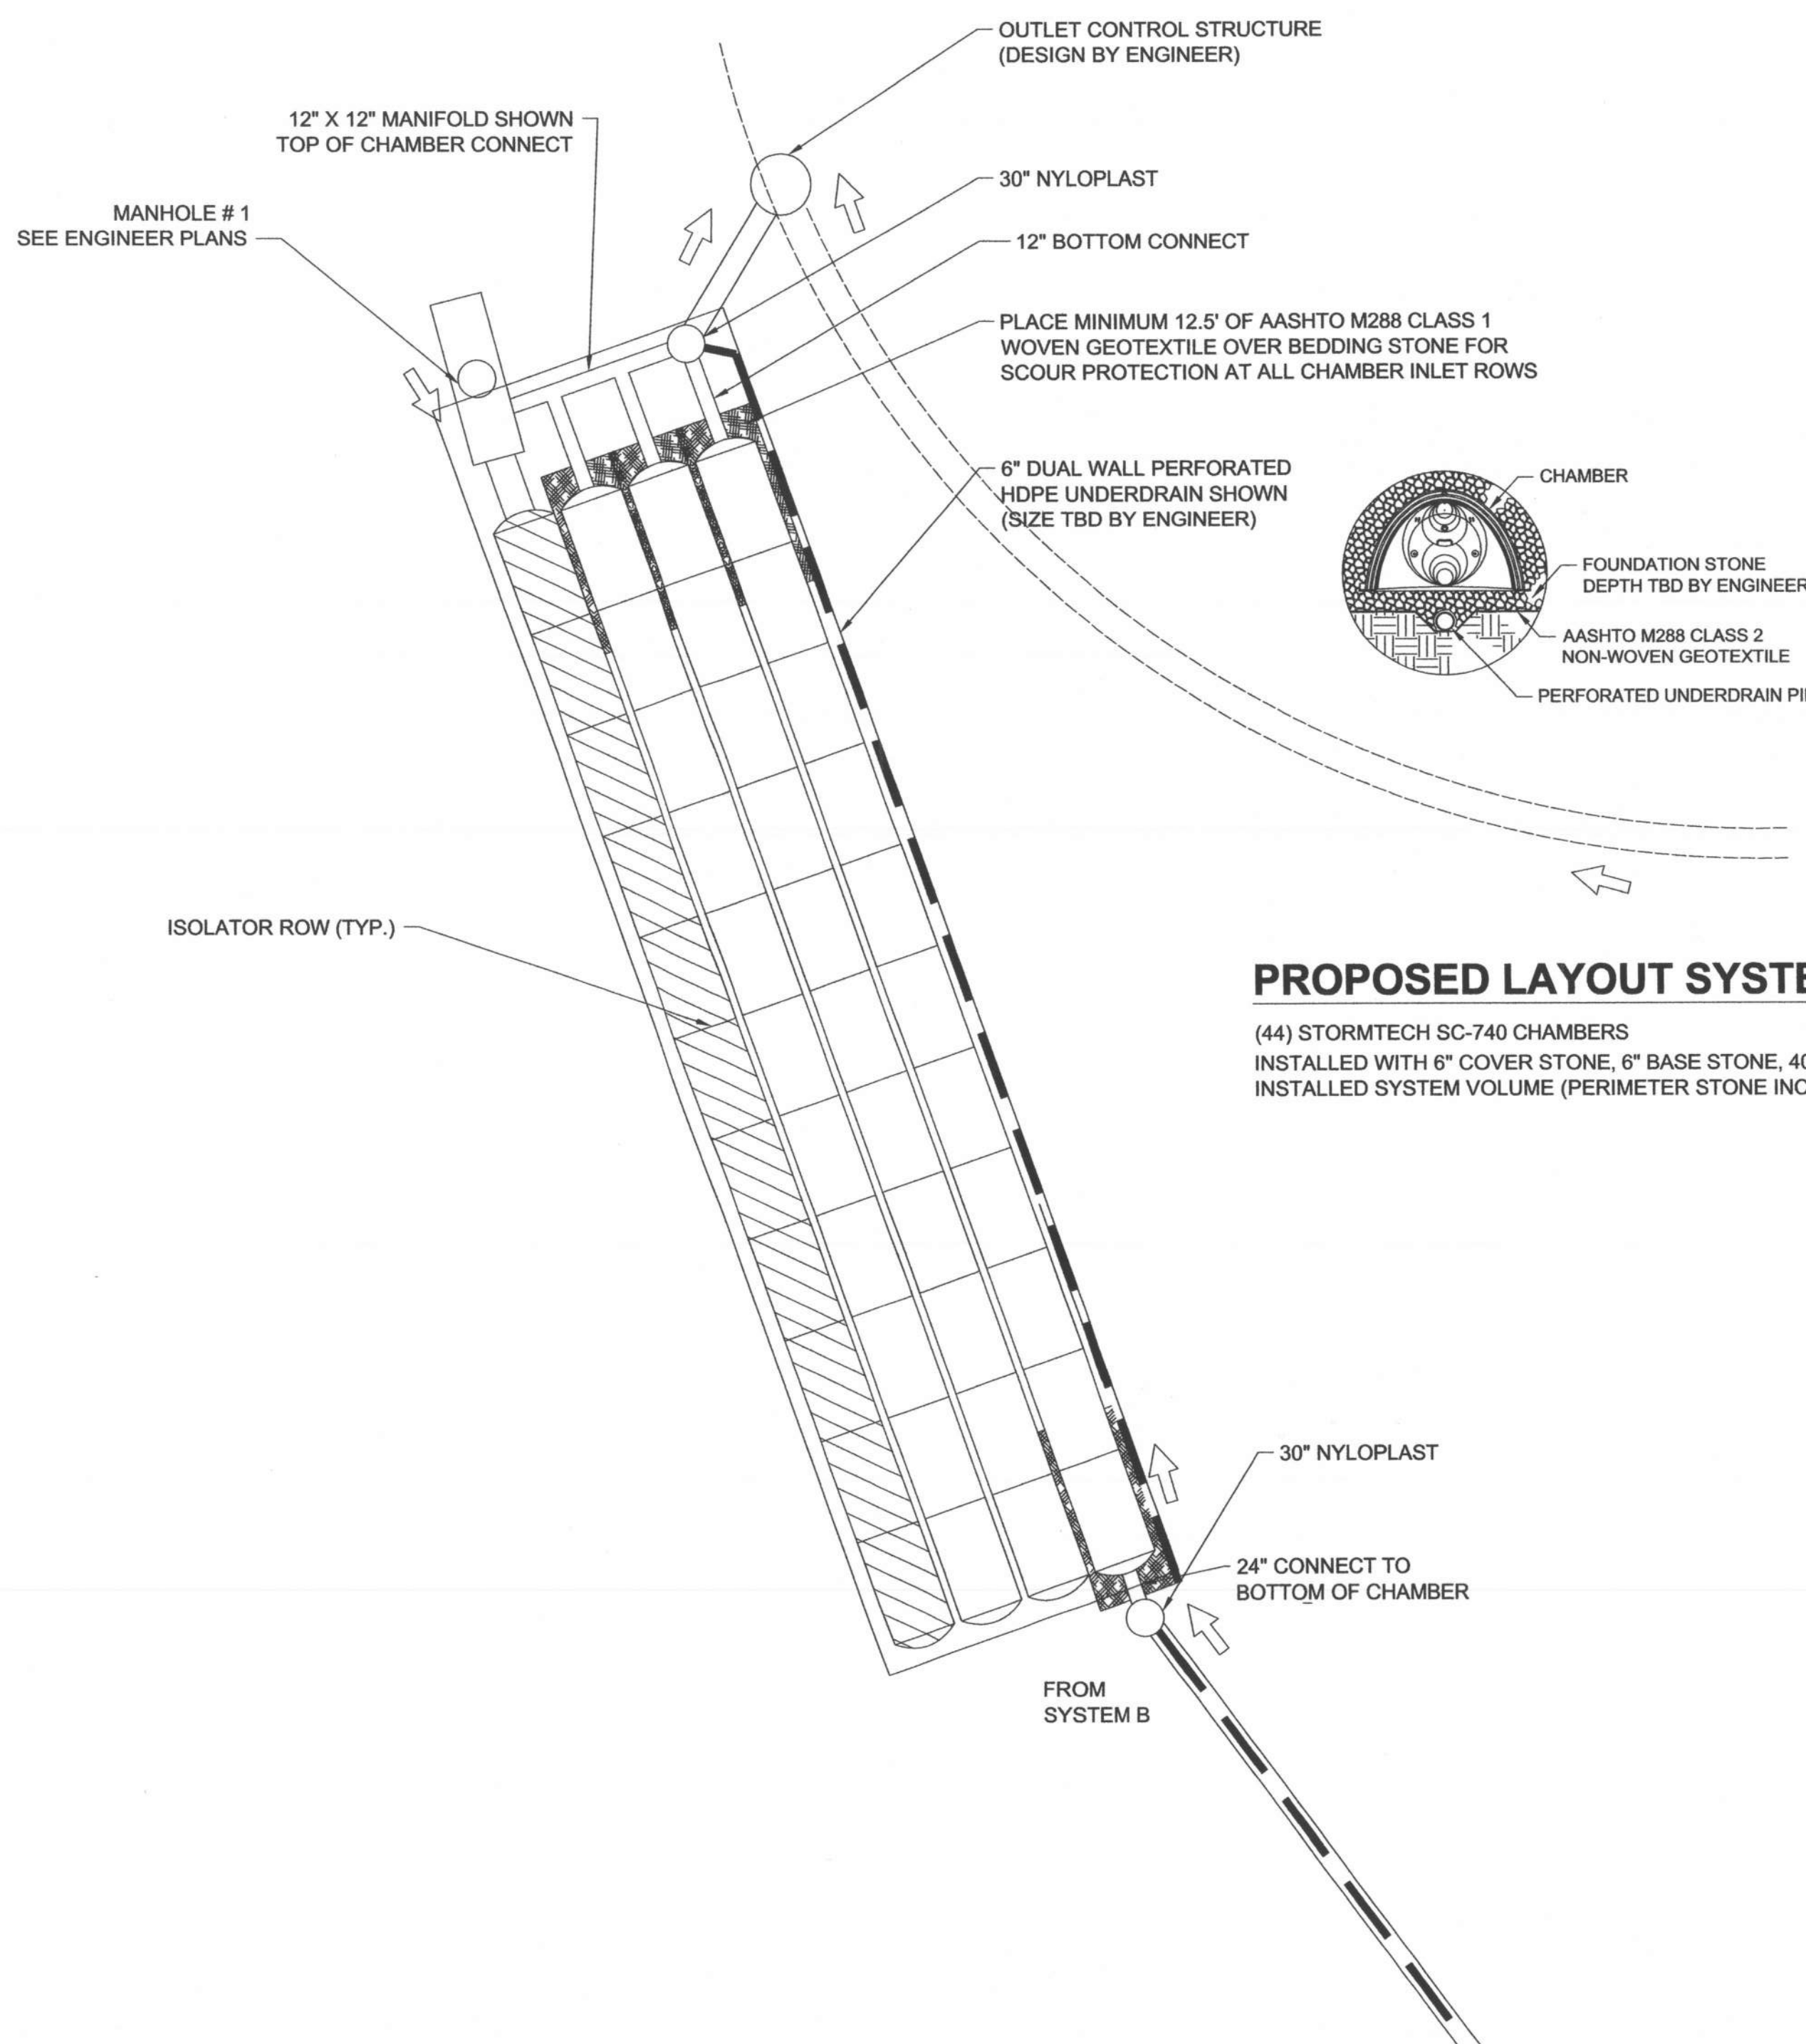 OUTLET CONTROL STRUCTURE
(DESIGN BY ENGINEER)
12" X 12" MANIFOLD SHOWN
TOP OF CHAMBER CONNECT
30" NYLOPLAST
MANHOLE # 1
SEE ENGINEER PLANS
12" BOTTOM CONNECT
PLACE MINIMUM 12.5' OF AASHTO M288 CLASS 1
WOVEN GEOTEXTILE OVER BEDDING STONE FOR
SCOUR PROTECTION AT ALL CHAMBER INLET ROWS
6" DUAL WALL PERFORATED
HDPE UNDERDRAIN SHOWN
(SIZE TBD BY ENGINEER)
CHAMBER
FOUNDATION STONE
DEPTH TBD BY ENGINEER
AASHTO M288 CLASS 2
NON-WOVEN GEOTEXTILE
PERFORATED UNDERDRAIN
ISOLATOR ROW (TYP.)
PROPOSED LAYOUT
(44) STORMTECH SC-740 CHAMBERS
INSTALLED WITH 6" COVER STONE, 6" BASE STONE, 40
INSTALLED SYSTEM VOLUME (PERIMETER STONE
30" NYLOPLAST
24" CONNECT TO
BOTTOM OF CHAMBER
FROM
SYSTEM B